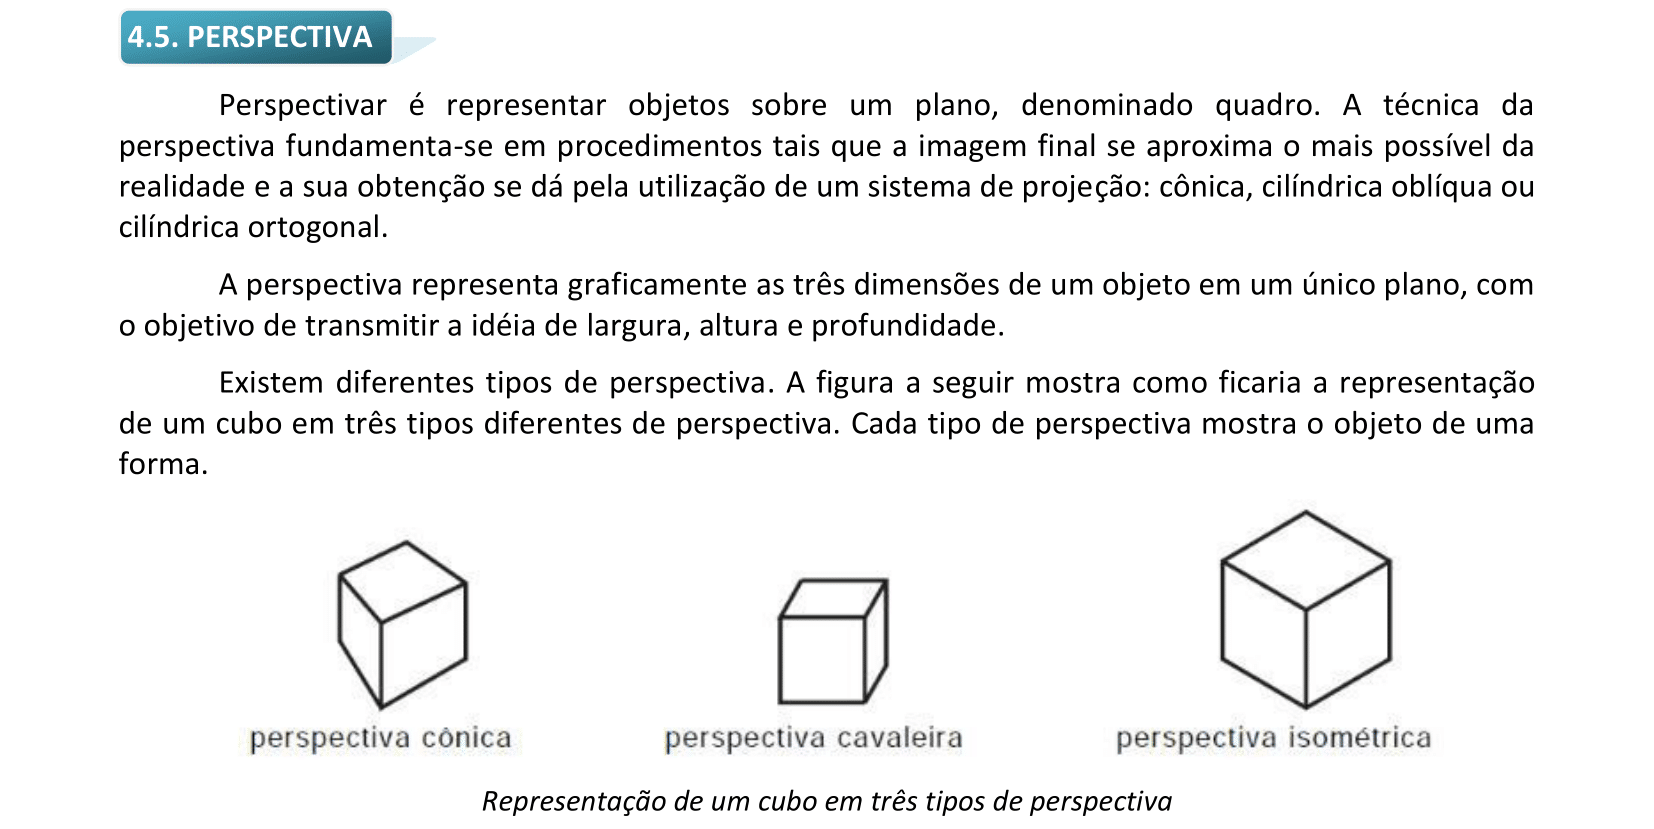 4.5. PERSPECTIVA
Perspectivar é representar objetos sobre um plano, denominado quadro. A técnica da
perspectiva fundamenta-se em procedimentos tais que a imagem final se aproxima o mais possível da
realidade e a sua obtenção se dá pela utilização de um sistema de projeção: cônica, cilíndrica oblíqua ou
cilíndrica ortogonal.
A perspectiva representa graficamente as três dimensões de um objeto em um único plano, com
o objetivo de transmitir a idéia de largura, altura e profundidade.
Existem diferentes tipos de perspectiva. A figura a seguir mostra como ficaria a representação
de um cubo em três tipos diferentes de perspectiva. Cada tipo de perspectiva mostra o objeto de uma
forma.
perspectiva cônica
perspectiva cavaleira
perspectiva isométrica
Representação de um cubo em três tipos de perspectiva